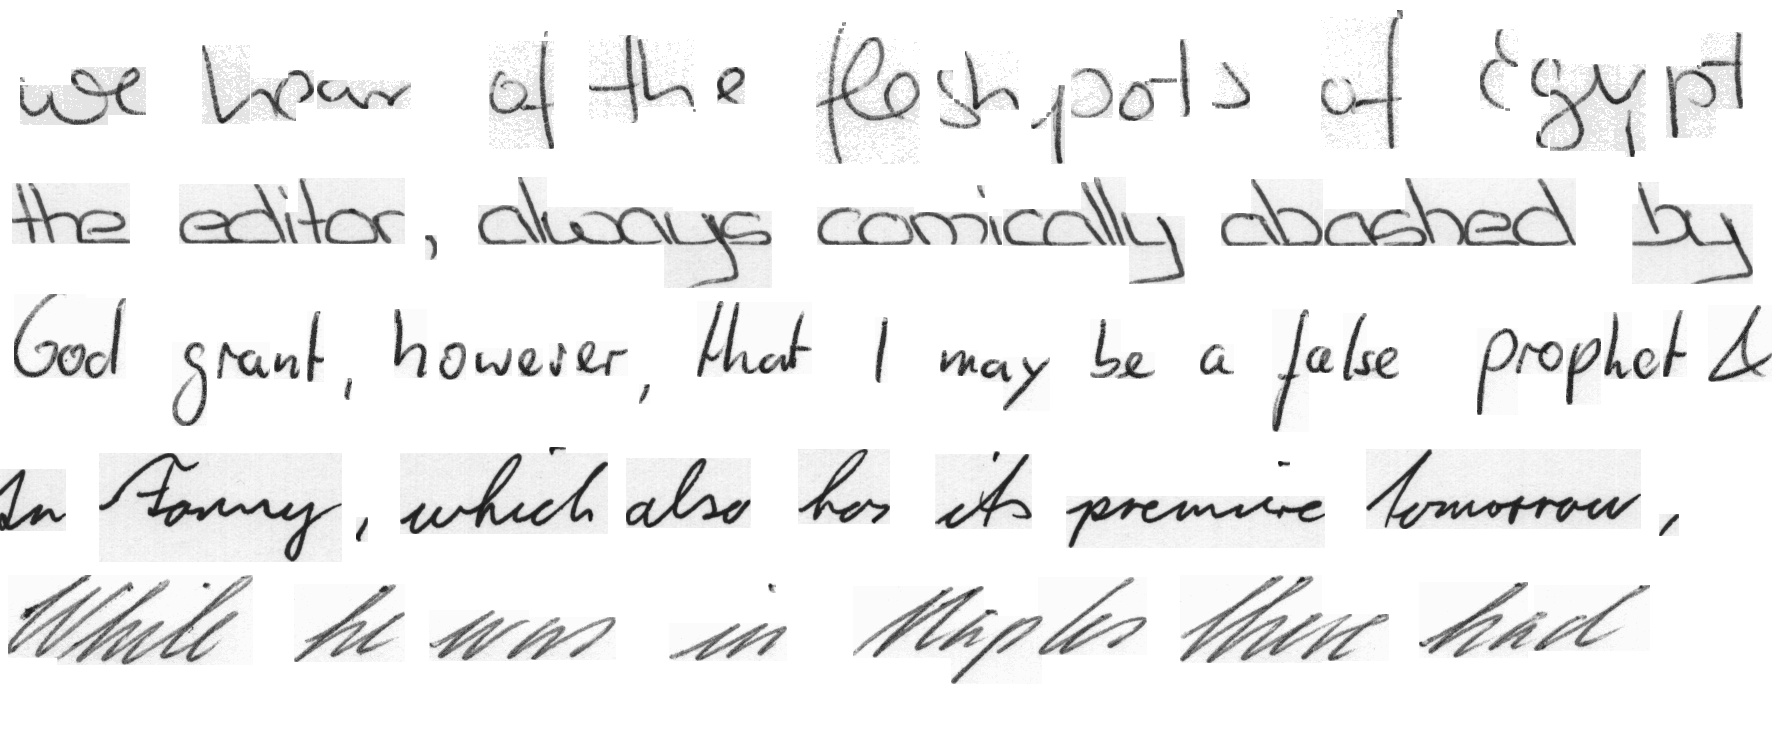 we hear of the fleshpots of Egypt
the editor, always comically abashed by
God grant, however, that I may be a false prophet &
In Fanny, which also has its premiere tomorrow,
While he was in Naples there had